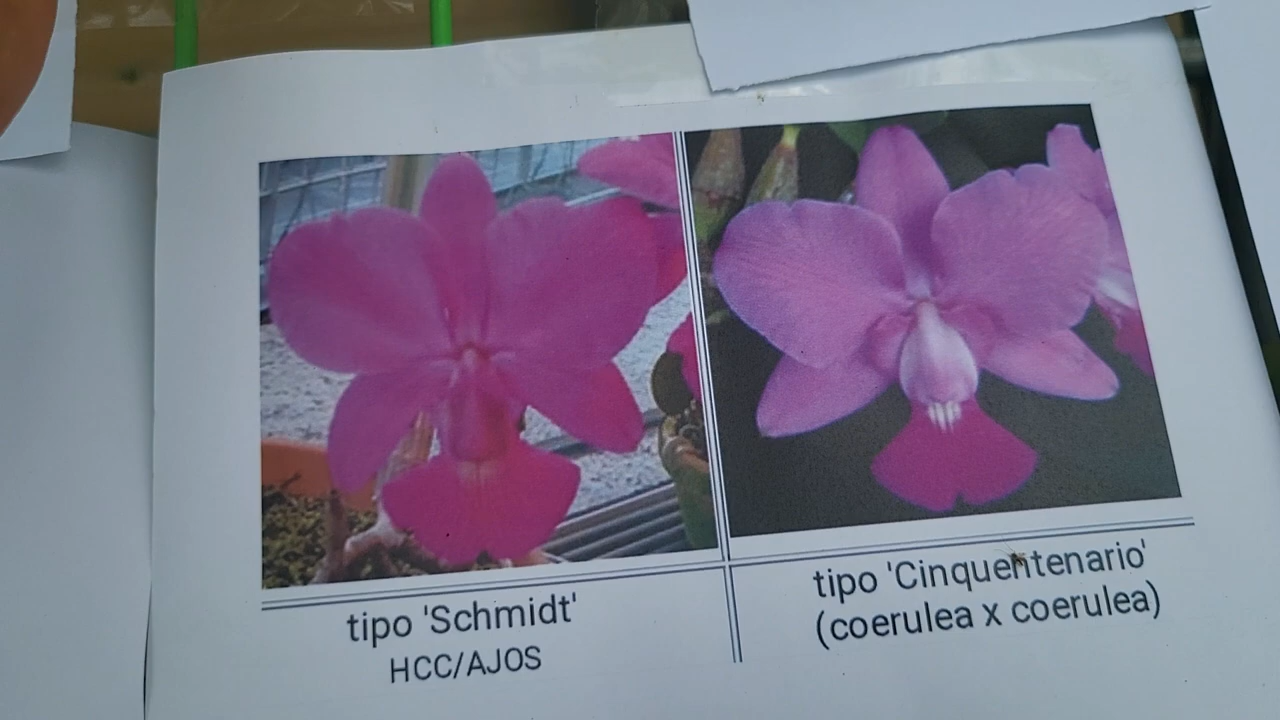 tipo 'Schmidt'
HCC/AJOS
tipo 'Cinquentenario'
(coerulea x coerulea)